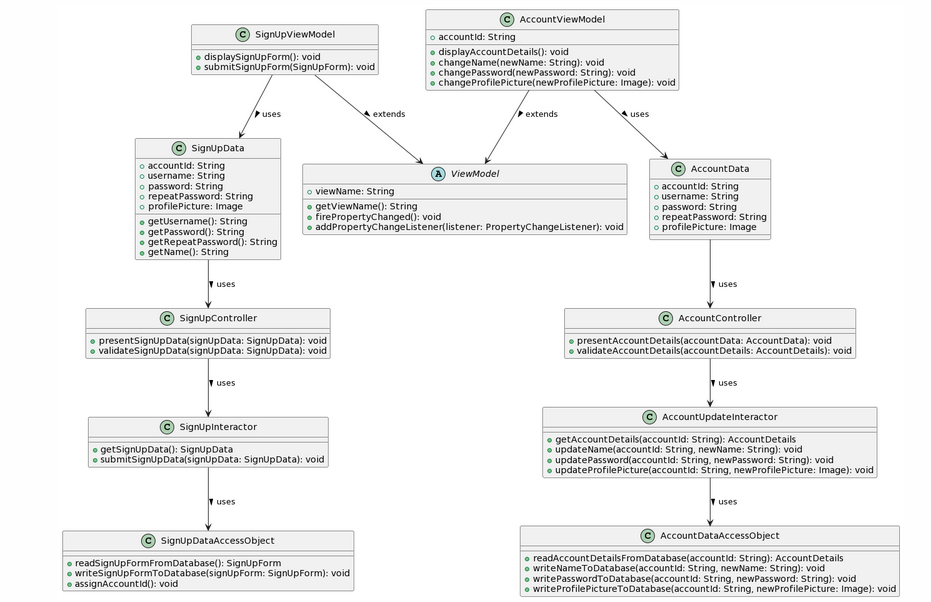 C SignUpViewModel
displaySignUpForm(): void
submitSignUpForm(SignUpForm): void
C AccountViewModel
accountId: String
displayAccountDetails(): void
changeName(newName: String): void
changePassword(newPassword: String): void
changeProfilePicture(newProfilePicture: Image): void
uses
extends
extends
uses
C SignUpData
accountId: String
username: String
password: String
repeatPassword: String
profilePicture: Image
getUsername(): String
getPassword(): String
getRepeatPassword(): String
getName(): String
A ViewModel
viewName: String
getViewName(): String
firePropertyChanged(): void
addPropertyChangeListener(listener: PropertyChangeListener): void
C AccountData
accountId: String
username: String
password: String
repeatPassword: String
profilePicture: Image
uses
uses
C SignUpController
presentSignUpData(signUpData: SignUpData): void
validateSignUpData(signUpData: SignUpData): void
C AccountController
presentAccountDetails(accountData: AccountData): void
validateAccountDetails(accountDetails: AccountDetails): void
uses
uses
C SignUpInteractor
getSignUpData(): SignUpData
submitSignUpData(signUpData: SignUpData): void
C AccountUpdateInteractor
getAccountDetails(accountId: String): AccountDetails
updateName(accountId: String, newName: String): void
updatePassword(accountId: String, newPassword: String): void
updateProfilePicture(accountId: String, newProfilePicture: Image): void
uses
uses
C SignUpDataAccessObject
readSignUpFormFromDatabase(): SignUpForm
writeSignUpFormToDatabase(signUpForm: SignUpForm): void
assignAccountId(): void
C AccountDataAccessObject
readAccountDetailsFromDatabase(accountId: String): AccountDetails
writeNameToDatabase(accountId: String, newName: String): void
writePasswordToDatabase(accountId: String, newPassword: String): void
writeProfilePictureToDatabase(accountId: String, newProfilePicture: Image): void